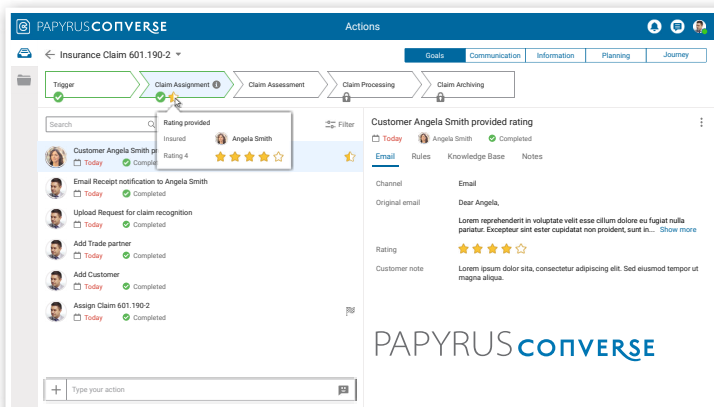 PAPYRUS CONVERSE
Actions
Insurance Claim 601.190-2
Goals
Communication
Information
Planning
Journey
Trigger
Claim Assignment
Claim Assessment
Claim Processing
Claim Archiving
Search
Filter
Rating provided
Insured
Angela Smith
Rating 4
Customer Angela Smith pr
Today
Complet
Email Receipt notification to Angela Smith
Today
Completed
Upload Request for claim recognition
Today
Completed
Add Trade partner
Today
Completed
Add Customer
Today
Completed
Assign Claim 601.190-2
Today
Completed
Type your action
Customer Angela Smith provided rating
Today
Angela Smith
Completed
Email
Rules
Knowledge Base
Notes
Channel
Email
Original email
Dear Angela,
Lorem reprehenderit in voluptate velit esse cillum dolore eu fugiat nulla
pariatur. Excepteur sint ester cupidatat non proident, sunt in... Show more
Rating
Customer note
Lorem ipsum dolor sita, consectetur adipiscing elit. Sed eiusmod tempor ut
magna aliqua.
PAPYRUS CONVERSE